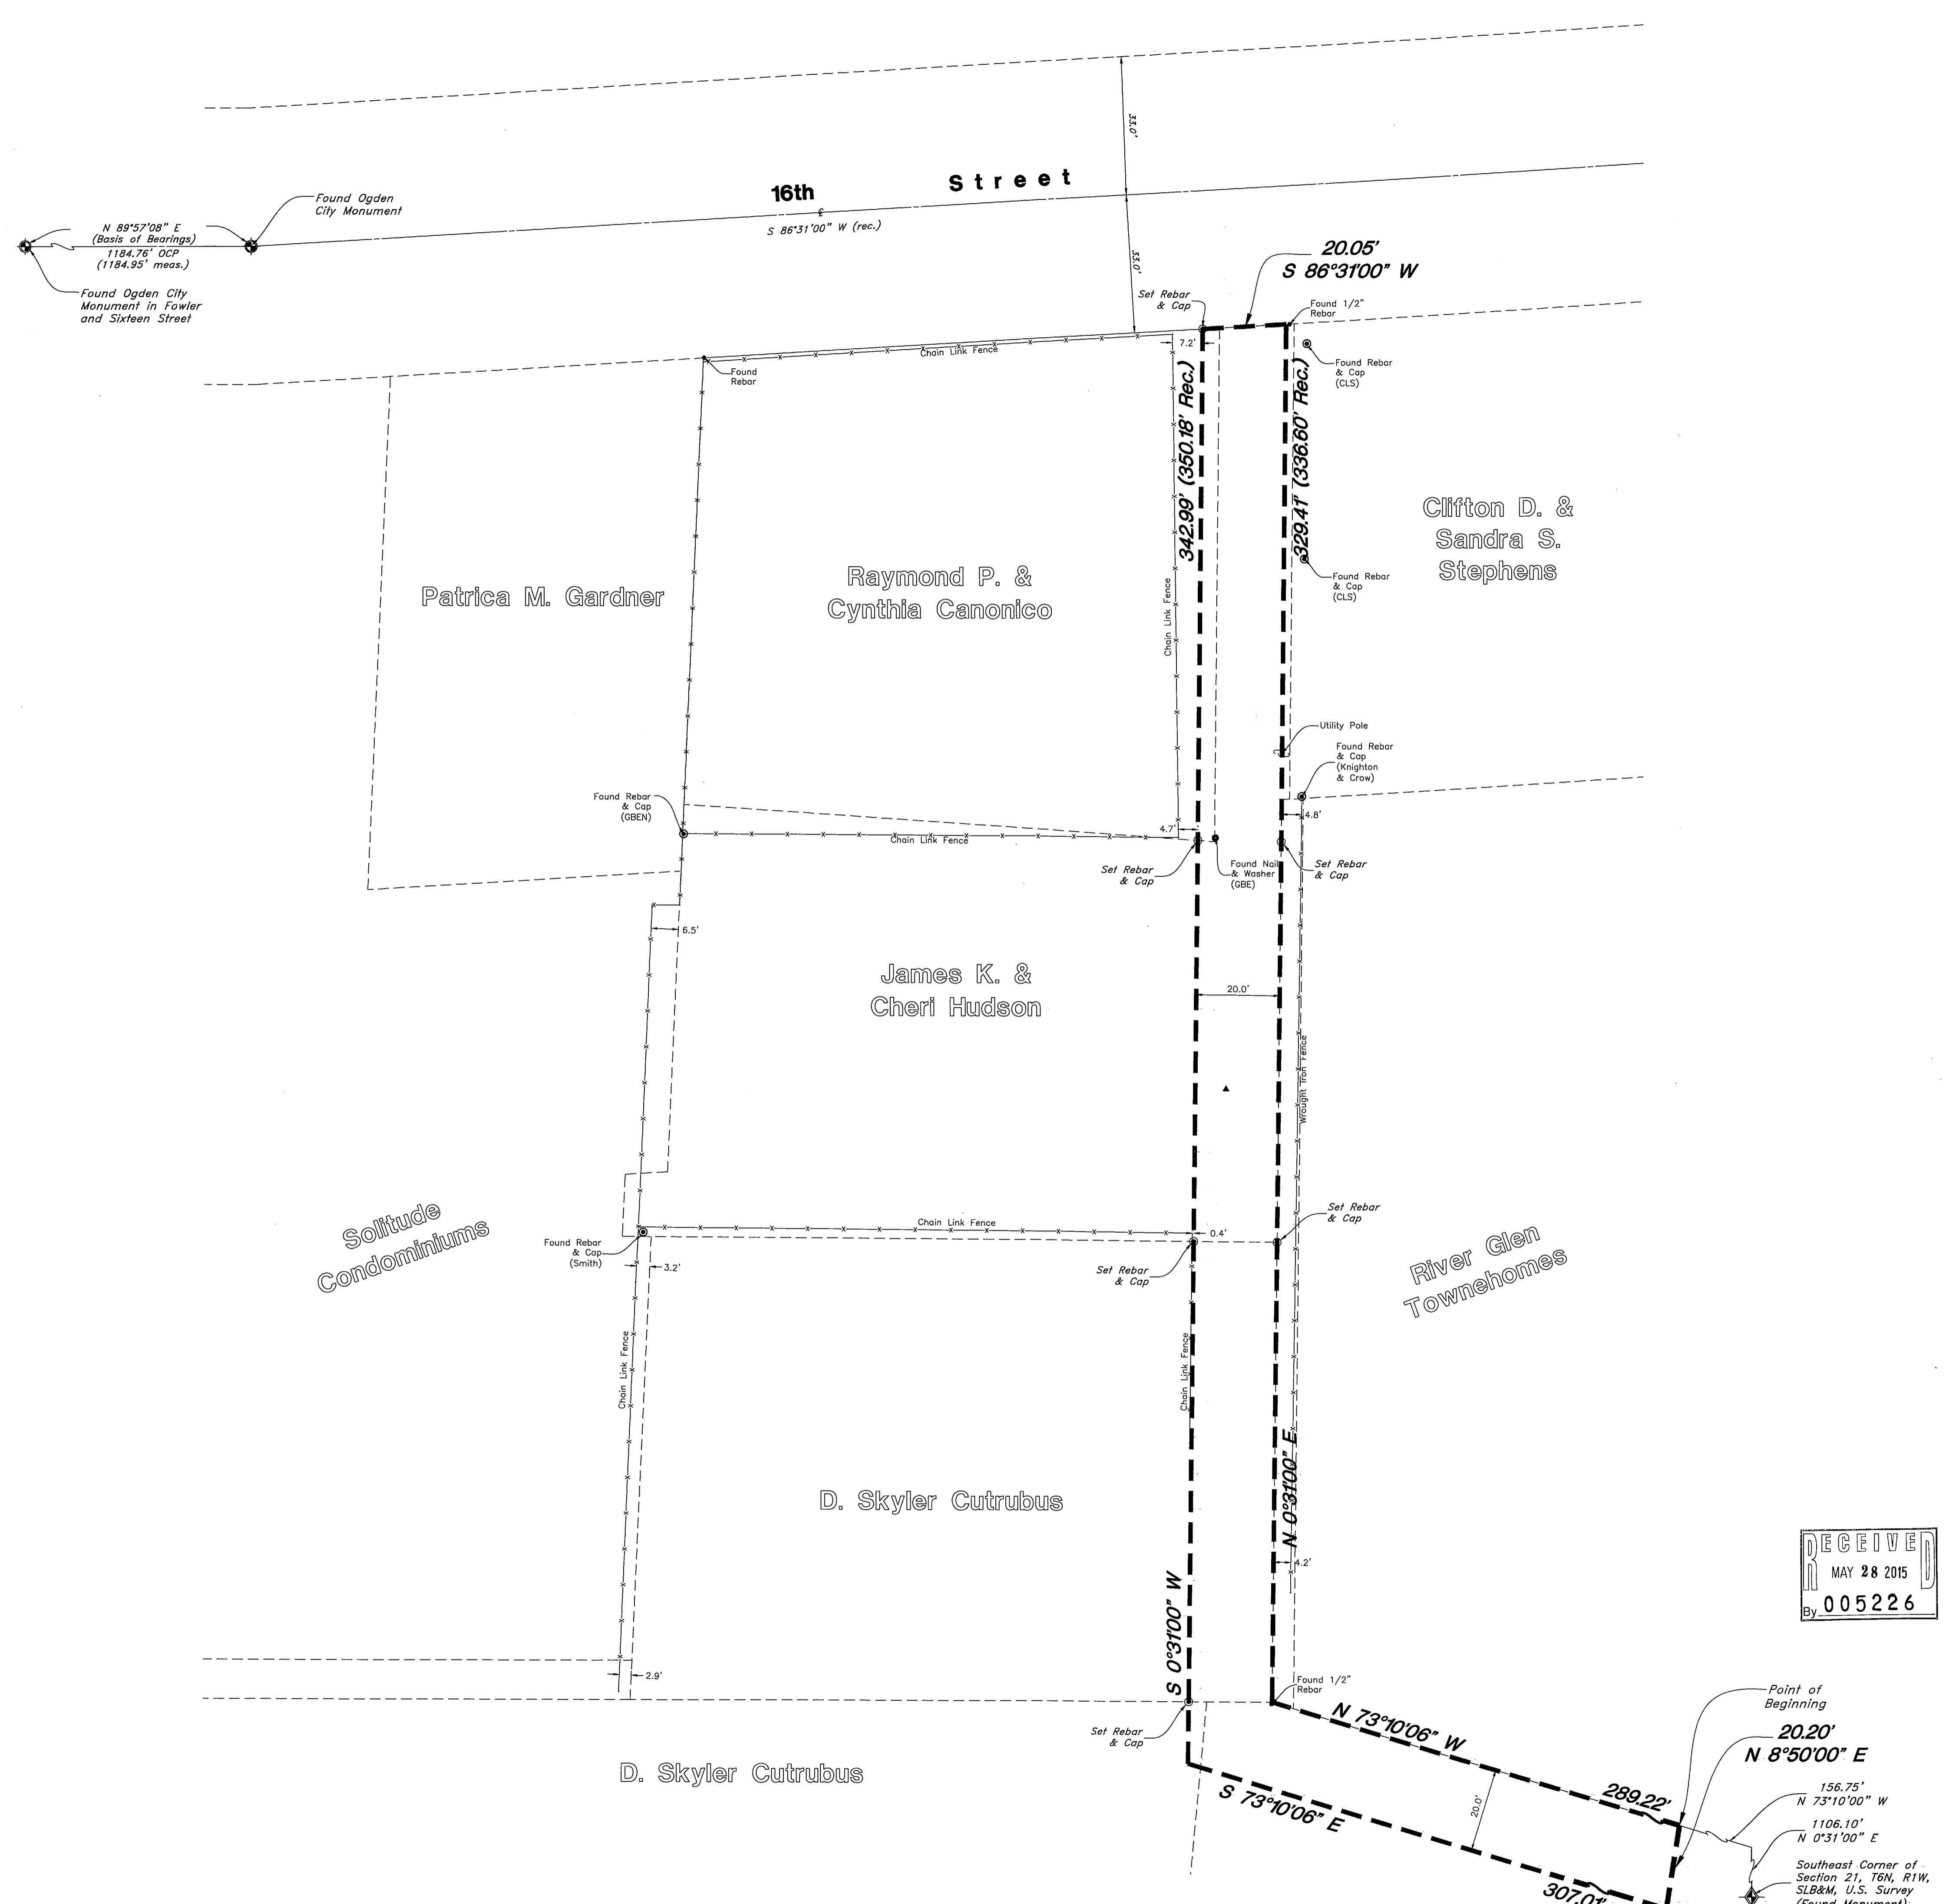 33.0'
16th Street
℄
S 86°31'00" W (rec.)
Found Ogden
City Monument
N 89°57'08" E
(Basis of Bearings)
1184.76' OCP
(1184.95' meas.)
Found Ogden City
Monument in Fowler
and Sixteen Street
33.0'
20.05'
S 86°31'00" W
Set Rebar
& Cap
Found 1/2"
Rebar
7.2'
Chain Link Fence
Found
Rebar
Found Rebar
& Cap
(CLS)
342.99' (350.18' Rec.)
329.41' (336.60' Rec.)
Clifton D. &
Sandra S.
Stephens
Patrica M. Gardner
Raymond P. &
Cynthia Canonico
Chain Link Fence
Found Rebar
& Cap
(CLS)
Utility Pole
Found Rebar
& Cap
(Knighton
& Crow)
Found Rebar
& Cap
(GBEN)
4.7'
4.8'
Chain Link Fence
Set Rebar
& Cap
Found Nail
& Washer
(GBE)
Set Rebar
& Cap
6.5'
James K. &
Cheri Hudson
20.0'
Wrought Iron Fence
Solitude
Condominiums
Chain Link Fence
0.4'
Set Rebar
& Cap
Found Rebar
& Cap
(Smith)
3.2'
Set Rebar
& Cap
River Glen
Townehomes
Chain Link Fence
Chain Link Fence
D. Skyler Cutrubus
N 0°31'00" E
4.2'
S 0°31'00" W
RECEIVED
MAY 28 2015
By 005226
2.9'
Found 1/2"
Rebar
Set Rebar
& Cap
N 73°10'06" W
Point of
Beginning
20.20'
N 8°50'00" E
D. Skyler Cutrubus
S 73°10'06" E
20.0'
289.22'
156.75'
N 73°10'00" W
1106.10'
N 0°31'00" E
307.01'
Southeast Corner of
Section 21, T6N, R1W,
SLB&M, U.S. Survey
(Found Monument)